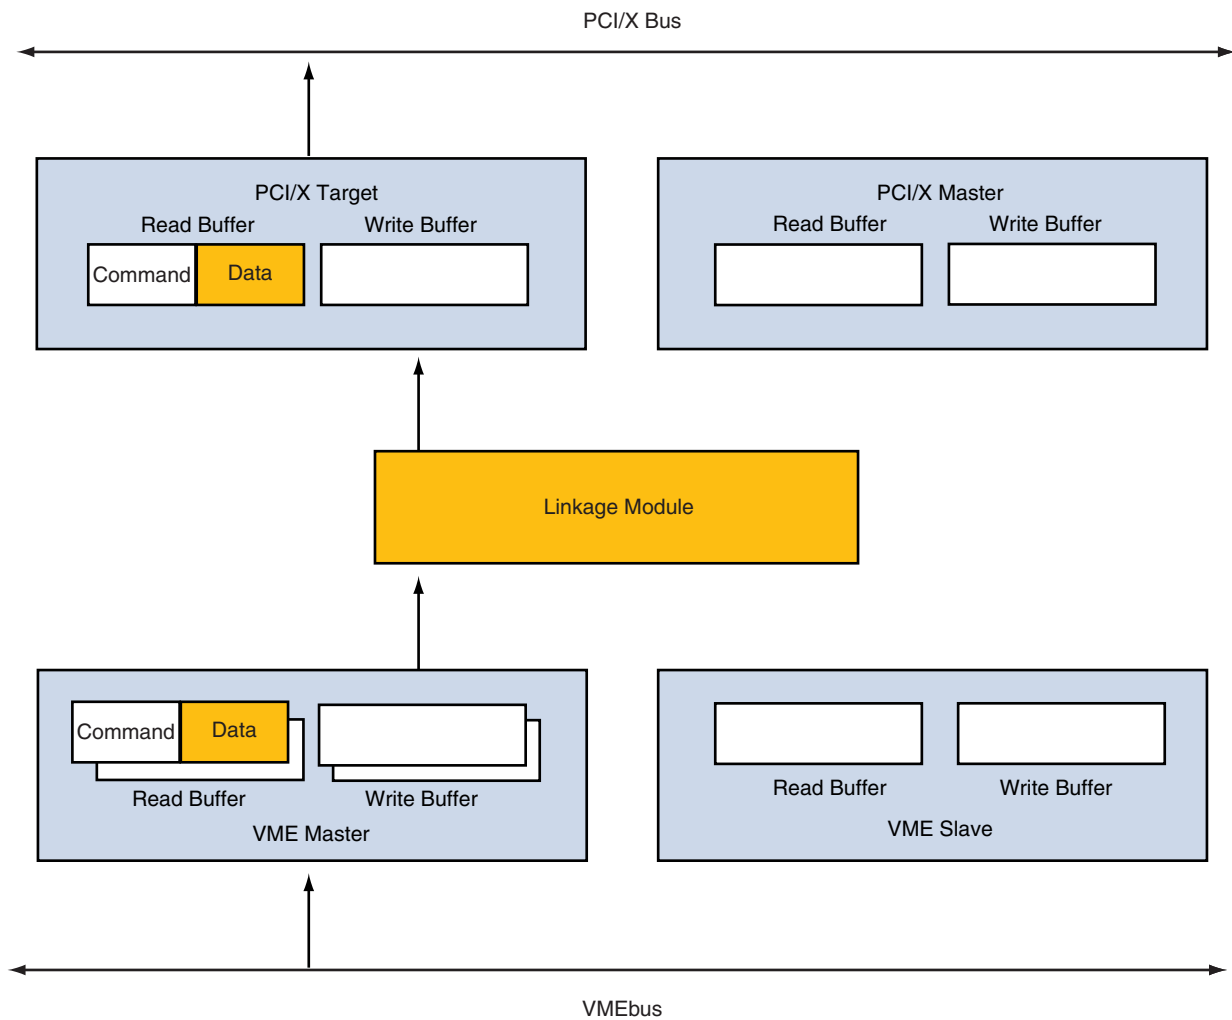 PCI/X Bus
PCI/X Target
Read Buffer Write Buffer
Command Data
PCI/X Master
Read Buffer Write Buffer
Linkage Module
Command Data
Read Buffer Write Buffer
VME Master
Read Buffer Write Buffer
VME Slave
VMEbus